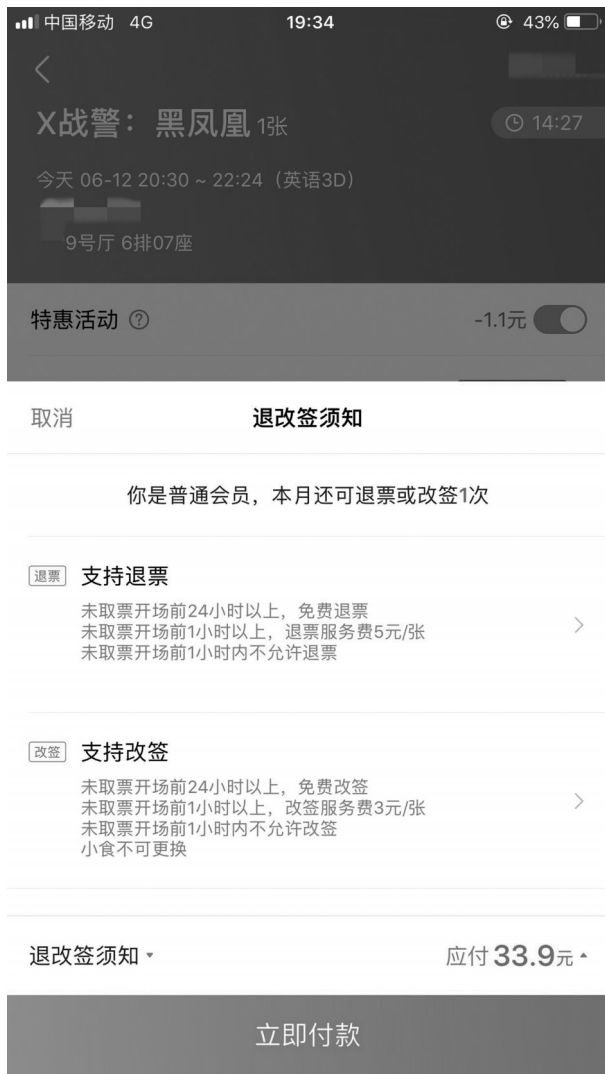 中国移动 4G 19:34 43%
X战警：黑凤凰 1张 14:27
今天 06-12 20:30 ~ 22:24（英语3D）
9号厅 6排07座
特惠活动 ? -1.1元
取消 退改签须知
你是普通会员，本月还可退票或改签1次
退票 支持退票
未取票开场前24小时以上，免费退票
未取票开场前1小时以上，退票服务费5元/张
未取票开场前1小时内不允许退票
改签 支持改签
未取票开场前24小时以上，免费改签
未取票开场前1小时以上，改签服务费3元/张
未取票开场前1小时内不允许改签
小食不可更换
退改签须知 应付33.9元
立即付款